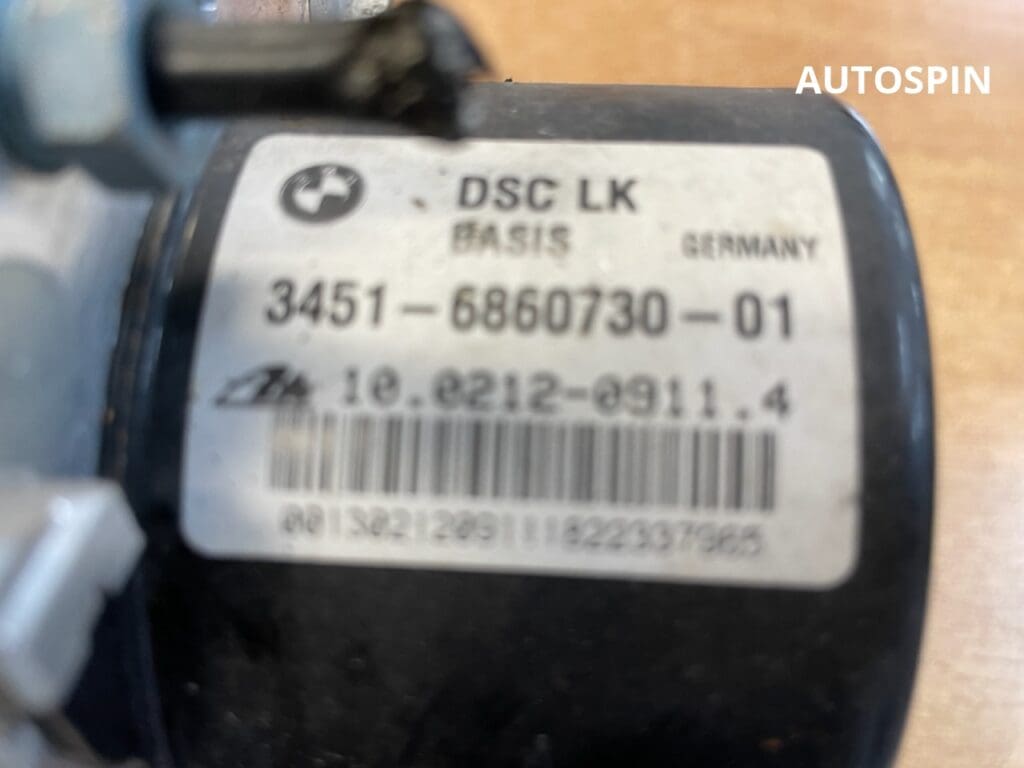 AUTOSPIN
DSC LK
BASIS
GERMANY
3451-6860730-01
10.0212-0911.4
0013021209111822337965